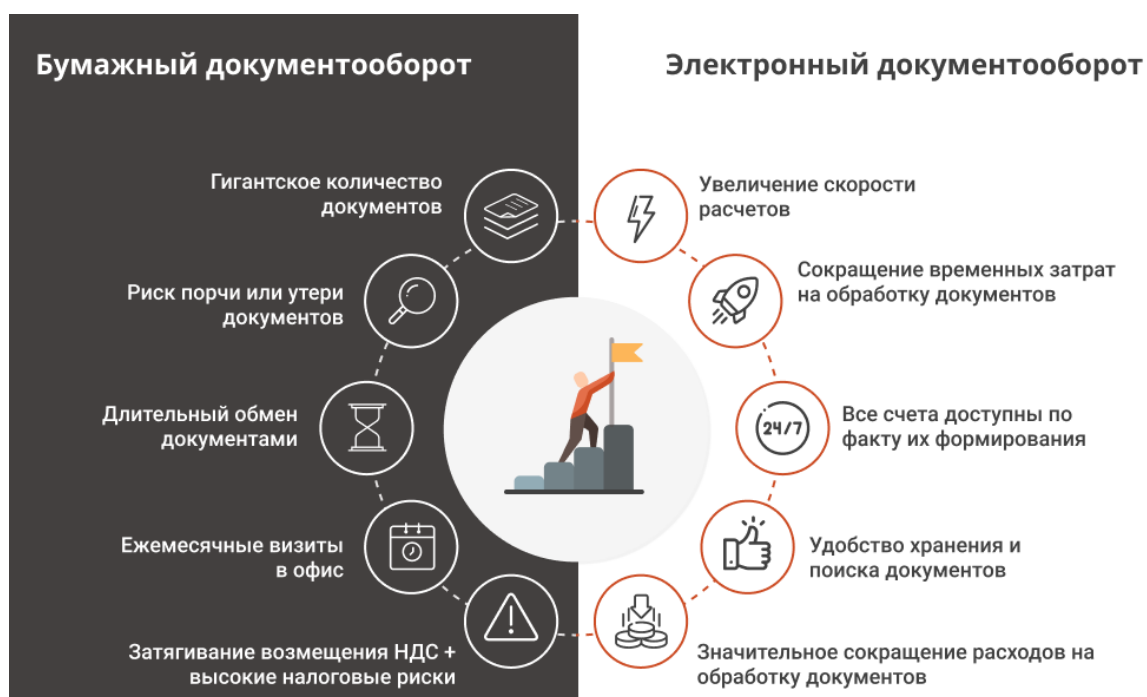 Бумажный документооборот
Гигантское количество
документов
Риск порчи или утери
документов
Длительный обмен
документами
Ежемесячные визиты
в офис
Затягивание возмещения НДС +
высокие налоговые риски
Электронный документооборот
Увеличение скорости
расчетов
Сокращение временных затрат
на обработку документов
24/7
Все счета доступны по
факту их формирования
Удобство хранения и
поиска документов
Значительное сокращение расходов на
обработку документов